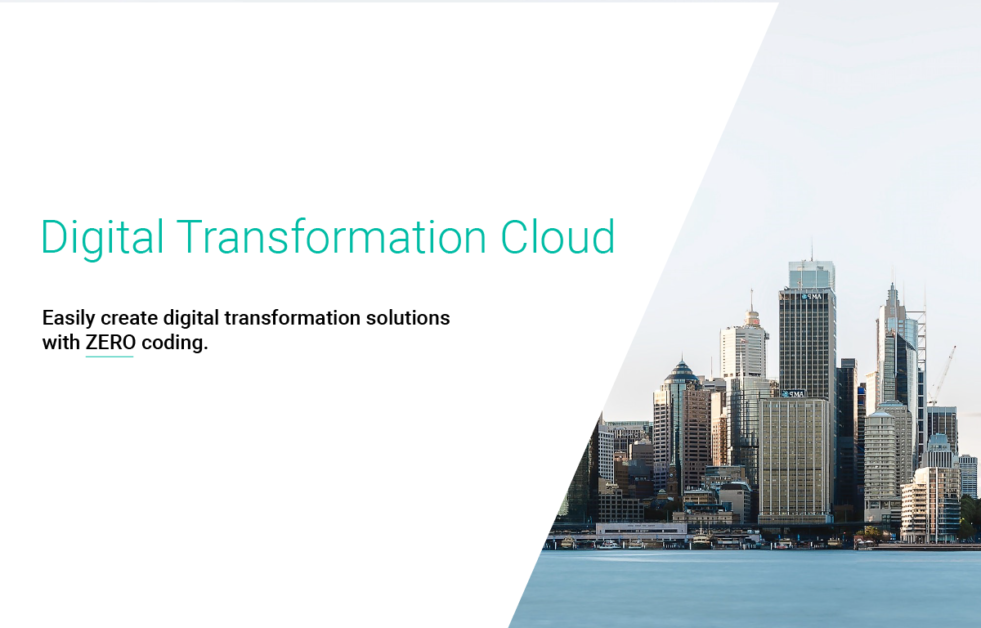 Digital Transformation Cloud
Easily create digital transformation solutions
with ZERO coding.